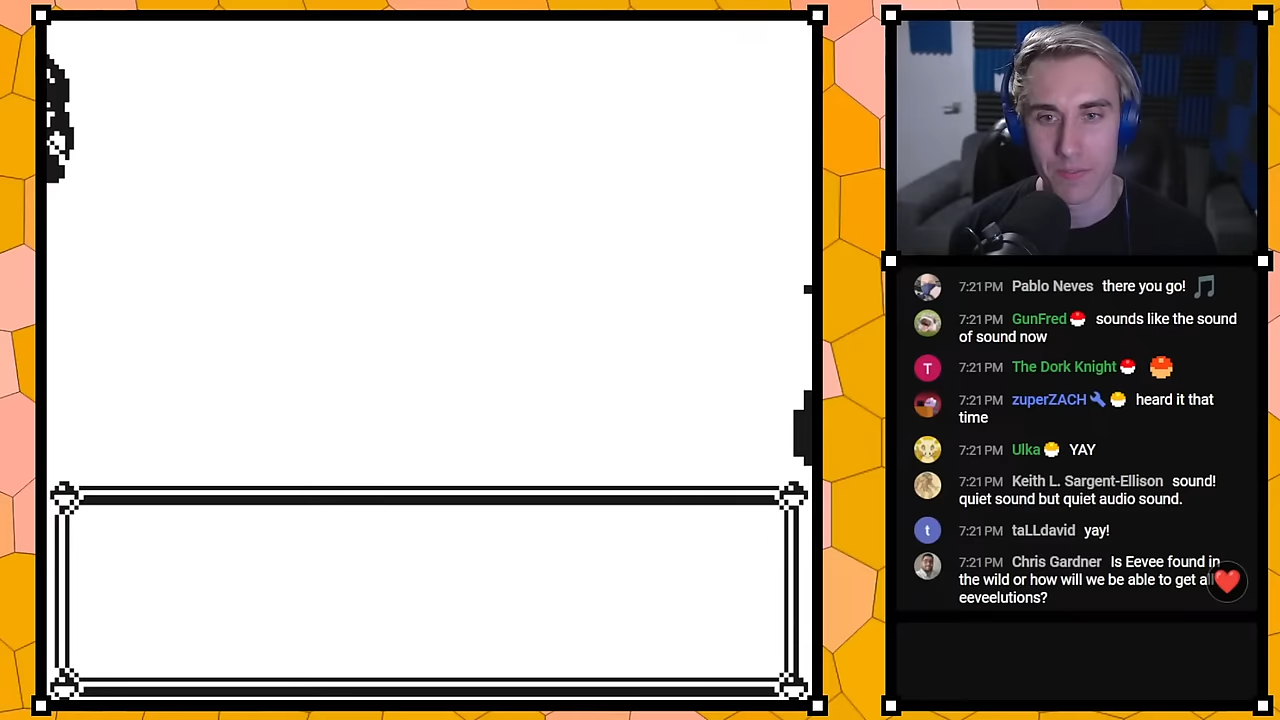 7:21 PM Pablo Neves there you go!
7:21 PM GunFred sounds like the sound
of sound now
T 7:21 PM The Dork Knight
7:21 PM zuperZACH heard it that
time
7:21 PM Ulka YAY
7:21 PM Keith L. Sargent-Ellison sound!
quiet sound but quiet audio sound.
t 7:21 PM taLLdavid yay!
7:21 PM Chris Gardner Is Eevee found in
the wild or how will we be able to get all
eeveelutions?